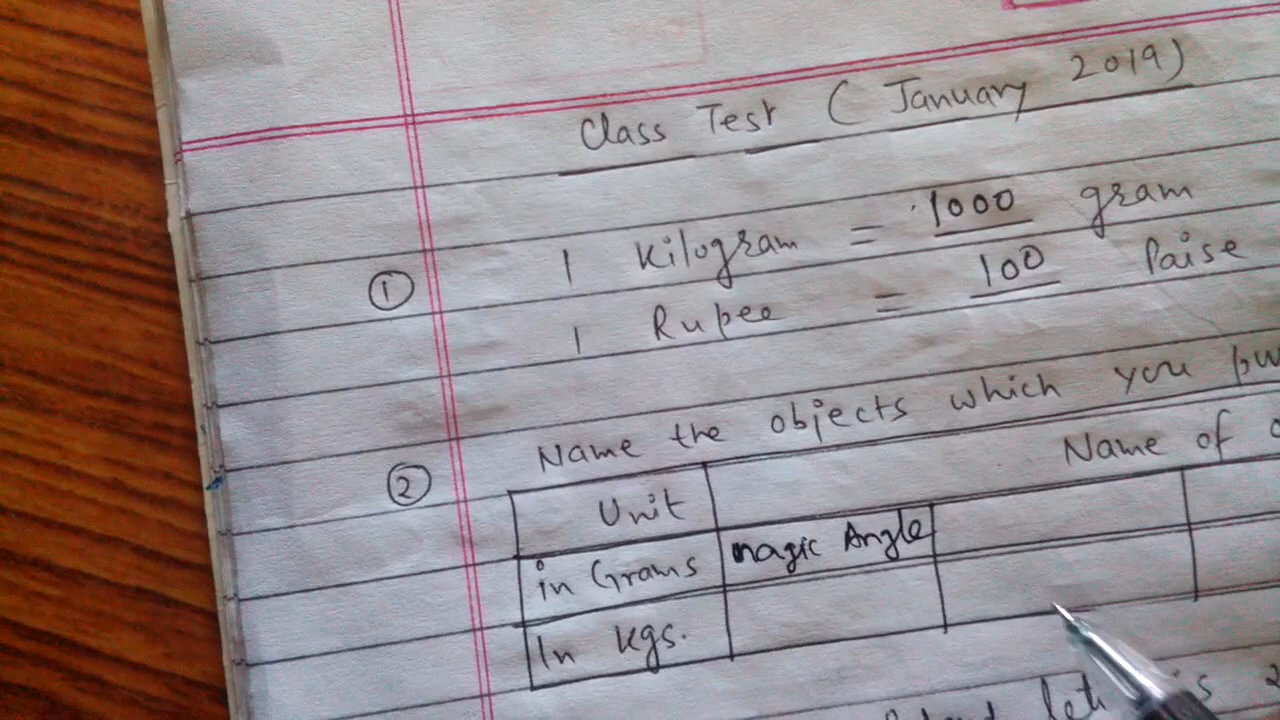 Class Test (January 2019)
① 1 Kilogram = 1000 gram
1 Rupee = 100 Paise
② Name the objects which you
Unit Name of
in Grams magic Angle
In Kgs.
is